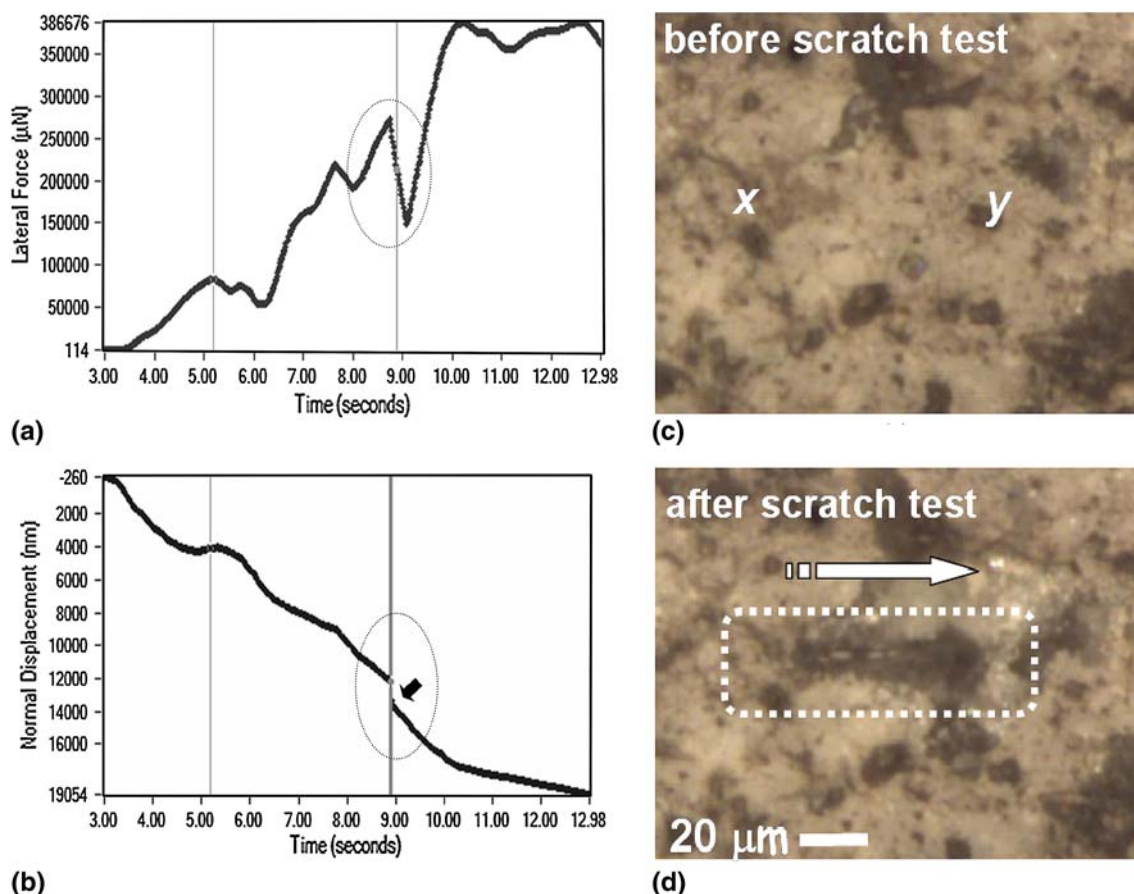 386676
350000
300000
250000
200000
150000
100000
50000
114
Lateral Force (µN)
3.00 4.00 5.00 6.00 7.00 8.00 9.00 10.00 11.00 12.00 12.98
Time (seconds)
(a)
before scratch test
x y
(c)
-260
2000
4000
6000
8000
10000
12000
14000
16000
19054
Normal Displacement (nm)
3.00 4.00 5.00 6.00 7.00 8.00 9.00 10.00 11.00 12.00 12.98
Time (seconds)
(b)
after scratch test
20 µm
(d)